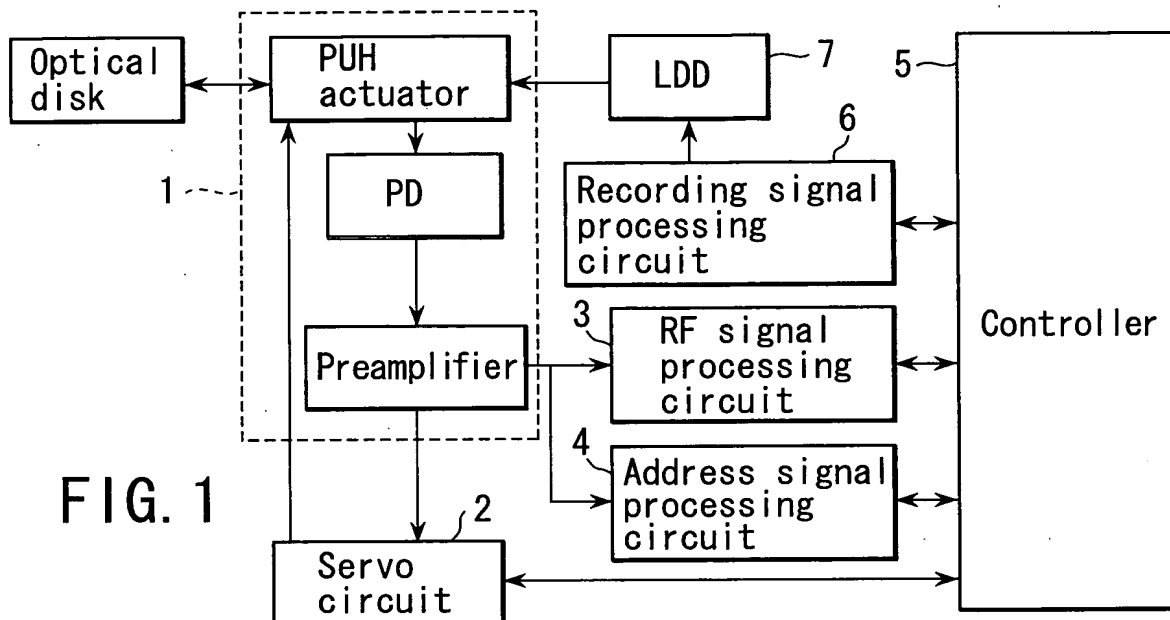 Optical
disk
PUH
actuator
LDD
7
5
6
1
PD
Recording signal
processing
circuit
3
RF signal
processing
circuit
Controller
Preamplifier
4
Address signal
processing
circuit
FIG. 1
2
Servo
circuit